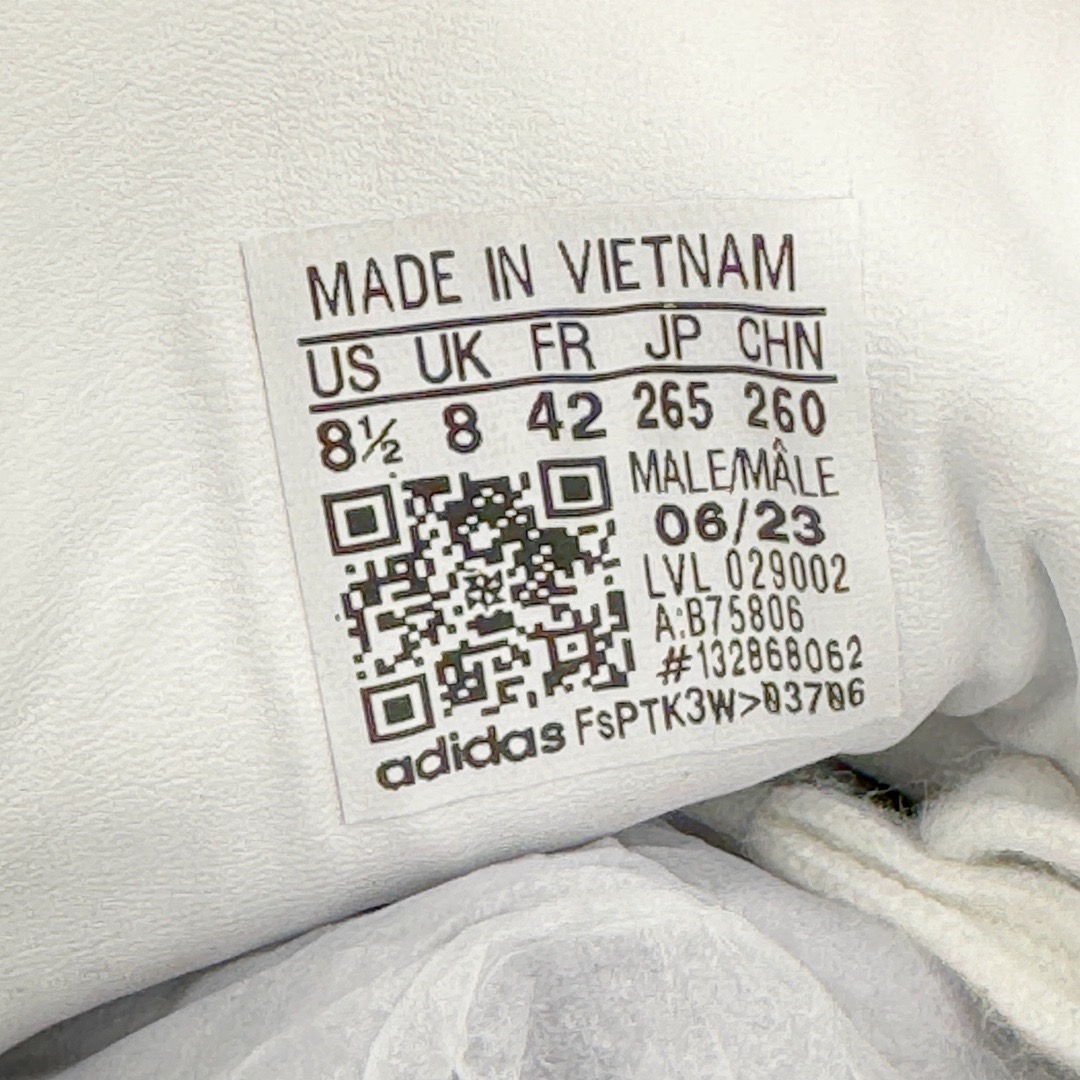 MADE IN VIETNAM
US UK FR JP CHN
8½ 8 42 265 260
MALE/MÂLE
06/23
LVL 029002
A:B75806
#132868062
adidas FsPTK3W>03706